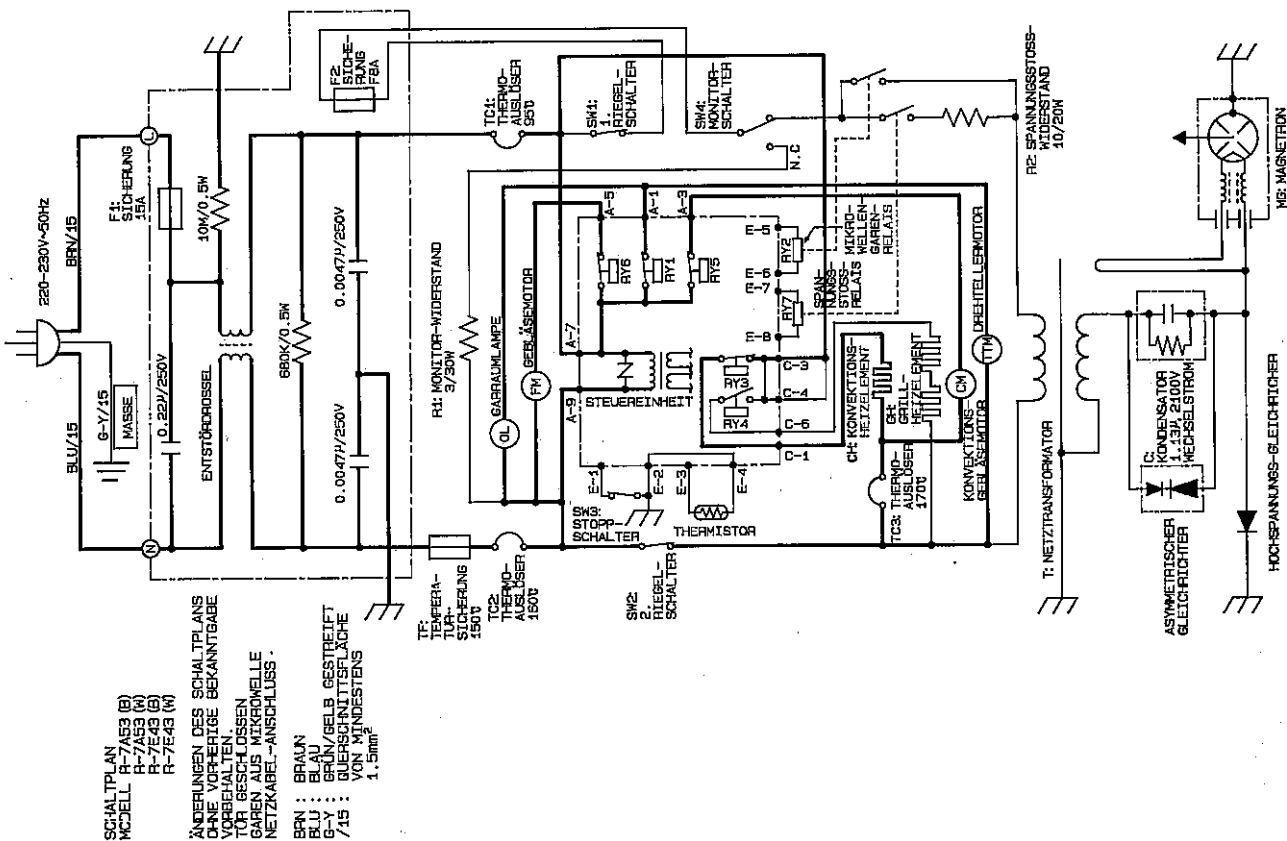 SCHALTPLAN
MODELL R-7A53 (B)
R-7A53 (W)
R-7E43 (B)
R-7E43 (W)
ÄNDERUNGEN DES SCHALTPLANS
OHNE VORHERIGE BEKANNTGABE
VORBEHALTEN.
TÜR GESCHLOSSEN
GAREN AUS MIKROWELLE
NETZKABEL-ANSCHLUSS.
BRN : BRAUN
BLU : BLAU
G-Y : GRÜN/GELB GESTREIFT
/15 : QUERSCHNITTSFLÄCHE
VON MINDESTENS
1.5mm²
220-230V~50Hz
BLU/15
BRN/15
G-Y/15
MASSE
N
L
F1:
SICHERUNG
15A
0.22µ/250V
10M/0.5W
ENTSTÖRDROSSEL
680K/0.5W
0.0047µ/250V
0.0047µ/250V
F2:
SICHE-
RUNG
F8A
TF:
TEMPERA-
TUR-
SICHERUNG
150°C
TC2:
THERMO-
AUSLÖSER
160°C
TC1:
THERMO-
AUSLÖSER
95°C
R1: MONITOR-WIDERSTAND
3/30W
SW1:
1.
RIEGEL-
SCHALTER
SW4:
MONITOR-
SCHALTER
N.C
GARRAUMLAMPE
OL
GEBLÄSEMOTOR
FM
A-9
A-7
A-5
A-1
A-3
STEUEREINHEIT
RY6
RY1
RY5
SW3:
STOPP-
SCHALTER
E-1
E-2
E-3
E-4
THERMISTOR
SW2:
2.
RIEGEL-
SCHALTER
C-1
C-6
C-4
C-3
RY4
RY3
E-8
E-7
E-6
E-5
RY7
RY2
SPAN-
NUNGS-
STOSS-
RELAIS
MIKRO-
WELLEN-
GAREN-
RELAIS
TC3: THERMO-
AUSLÖSER
170°C
CH: KONVEKTIONS-
HEIZELEMENT
GH:
GRILL-
HEIZELEMENT
KONVEKTIONS-
GEBLÄSEMOTOR
CM
TTM
DREHTELLERMOTOR
R2: SPANNUNGSSTOSS-
WIDERSTAND
10/20W
T: NETZTRANSFORMATOR
ASYMMETRISCHER
GLEICHRICHTER
C:
KONDENSATOR
1.13µ 2100V
WECHSELSTROM
HOCHSPANNUNGS-GLEICHRICHER
MG: MAGNETRON